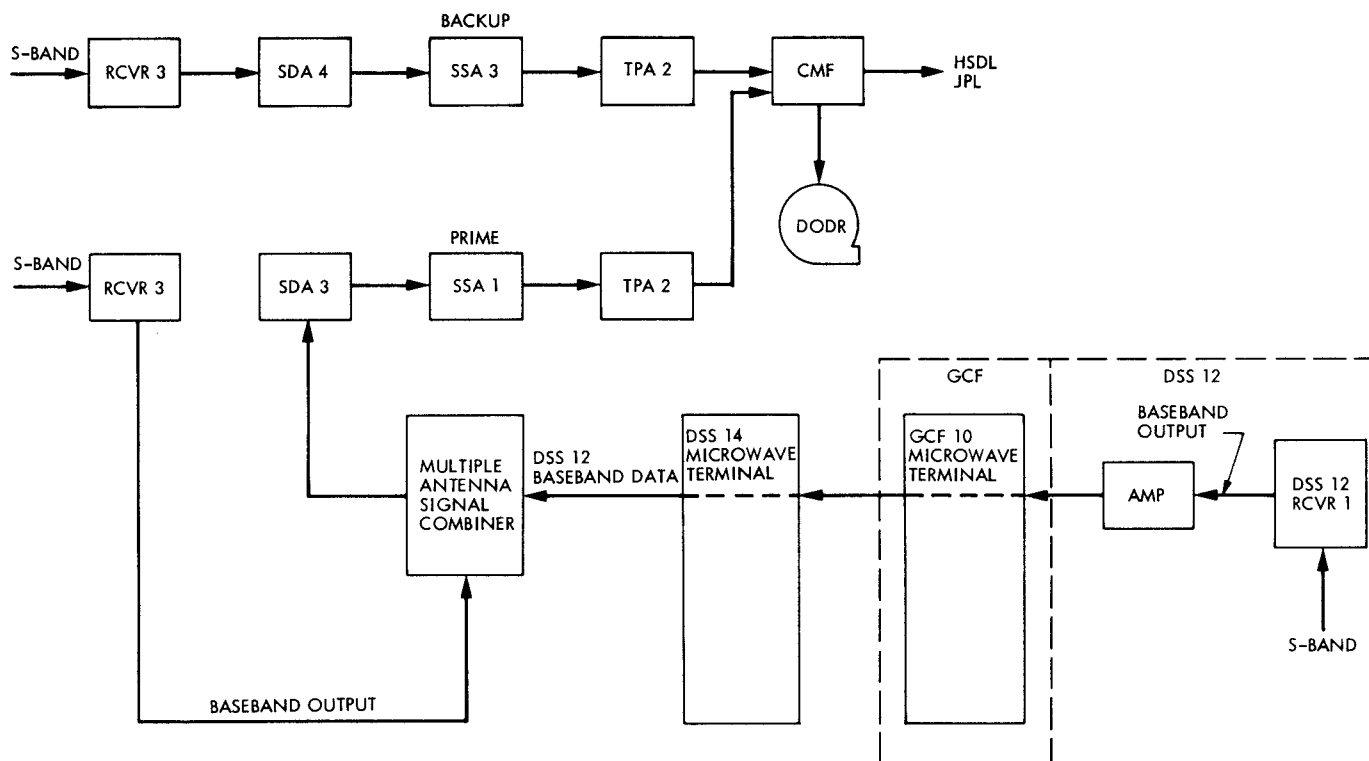 BACKUP
S-BAND
RCVR 3
SDA 4
SSA 3
TPA 2
CMF
HSDL
JPL
DODR
PRIME
S-BAND
RCVR 3
SDA 3
SSA 1
TPA 2
GCF
DSS 12
MULTIPLE
ANTENNA
SIGNAL
COMBINER
DSS 12
BASEBAND DATA
DSS 14
MICROWAVE
TERMINAL
GCF 10
MICROWAVE
TERMINAL
BASEBAND
OUTPUT
AMP
DSS 12
RCVR 1
S-BAND
BASEBAND OUTPUT